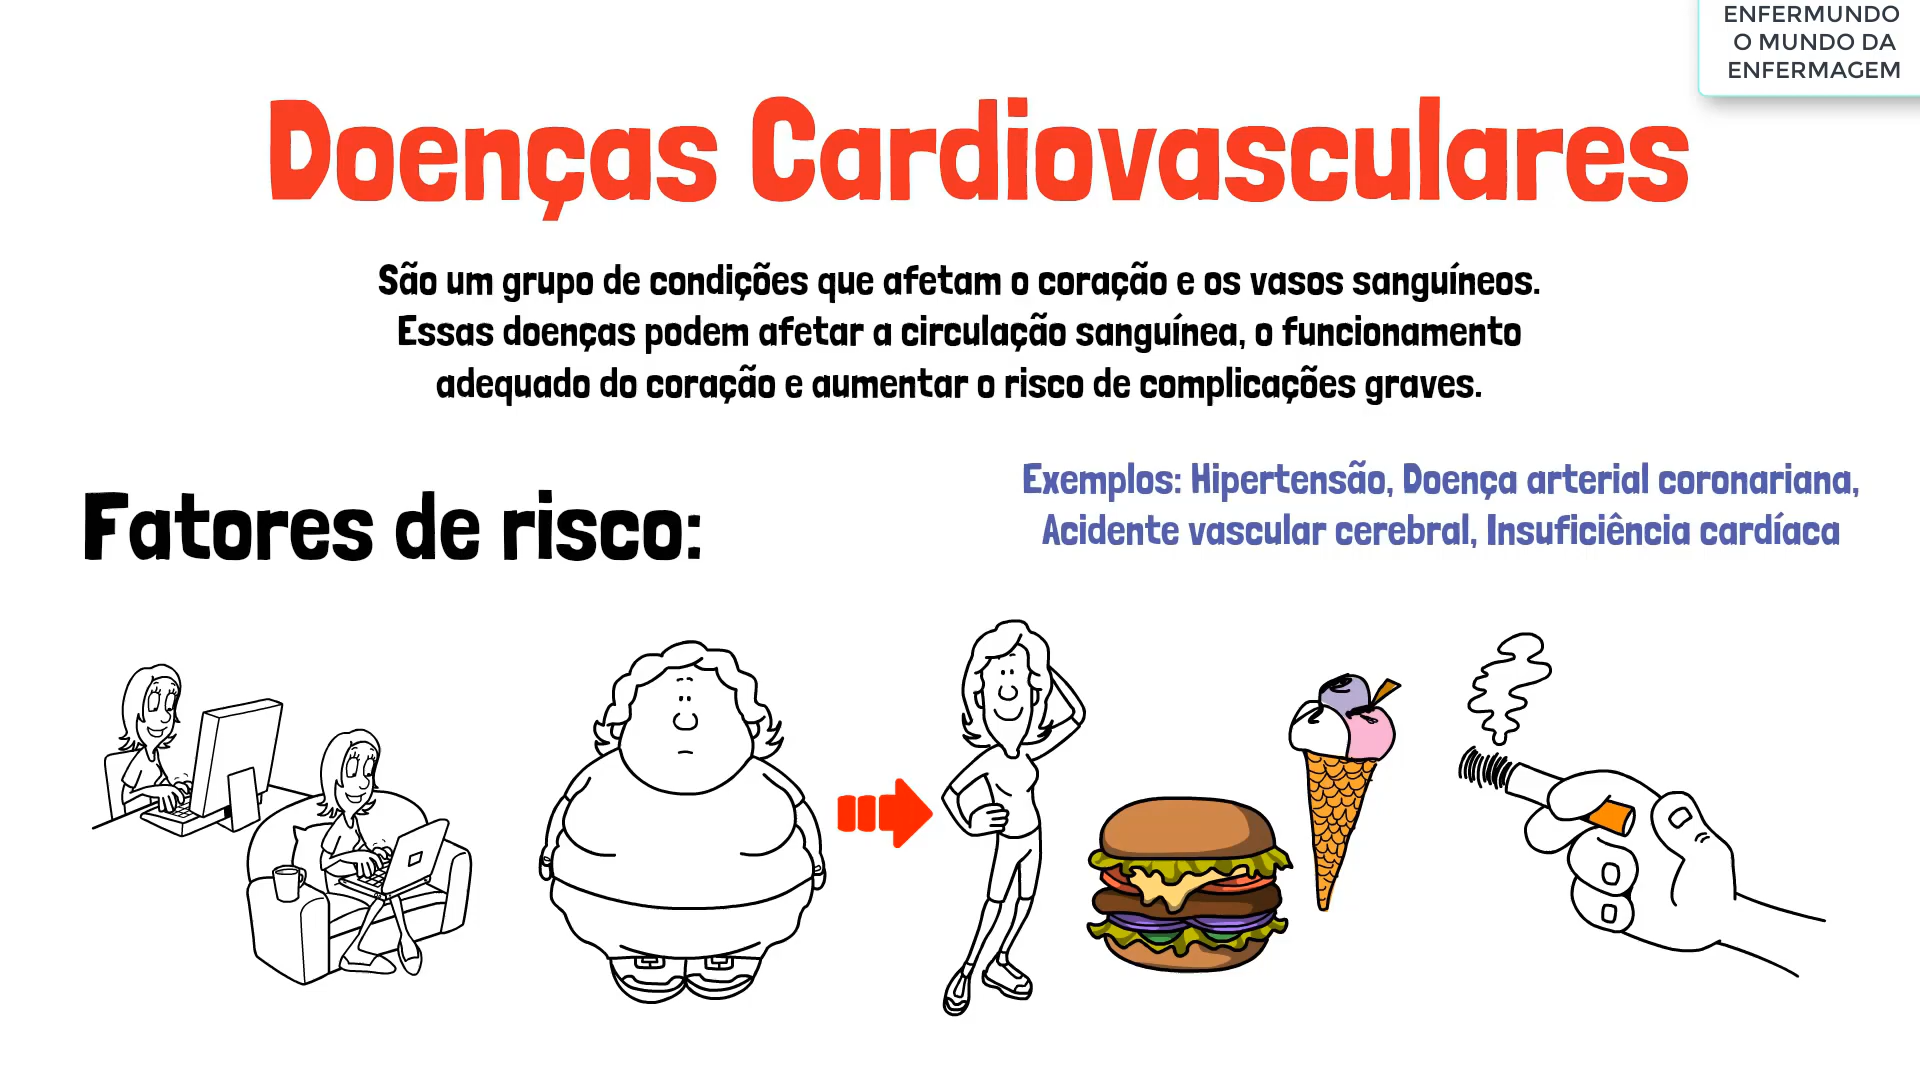 ENFERMUNDO
O MUNDO DA
ENFERMAGEM
Doenças Cardiovasculares
São um grupo de condições que afetam o coração e os vasos sanguíneos.
Essas doenças podem afetar a circulação sanguínea, o funcionamento
adequado do coração e aumentar o risco de complicações graves.
Exemplos: Hipertensão, Doença arterial coronariana,
Acidente vascular cerebral, Insuficiência cardíaca
Fatores de risco: